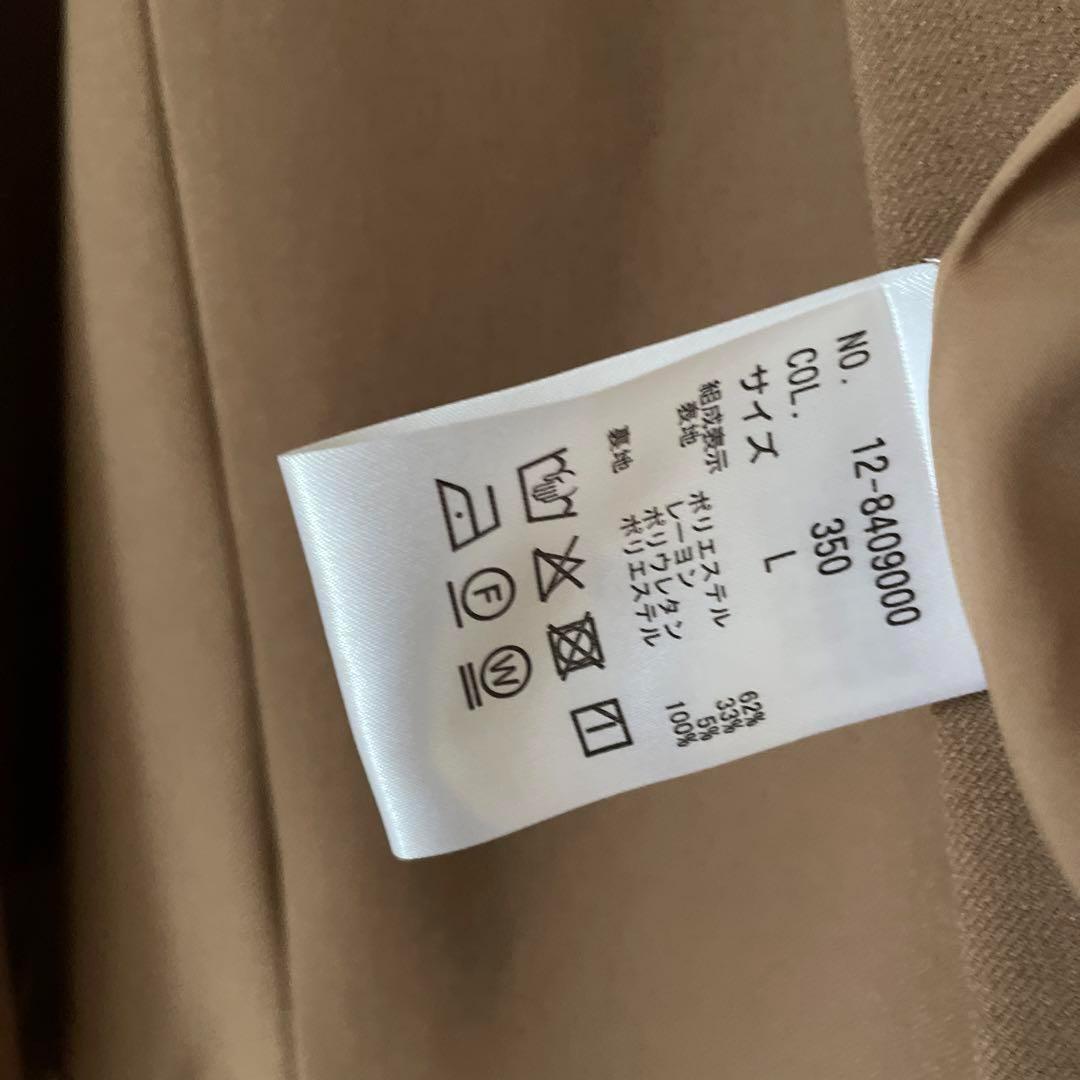 NO. 12-8409000
COL. 350
サイズ L
組成表示
表地 ポリエステル 62%
レーヨン 33%
ポリウレタン 5%
裏地 ポリエステル 100%
F W